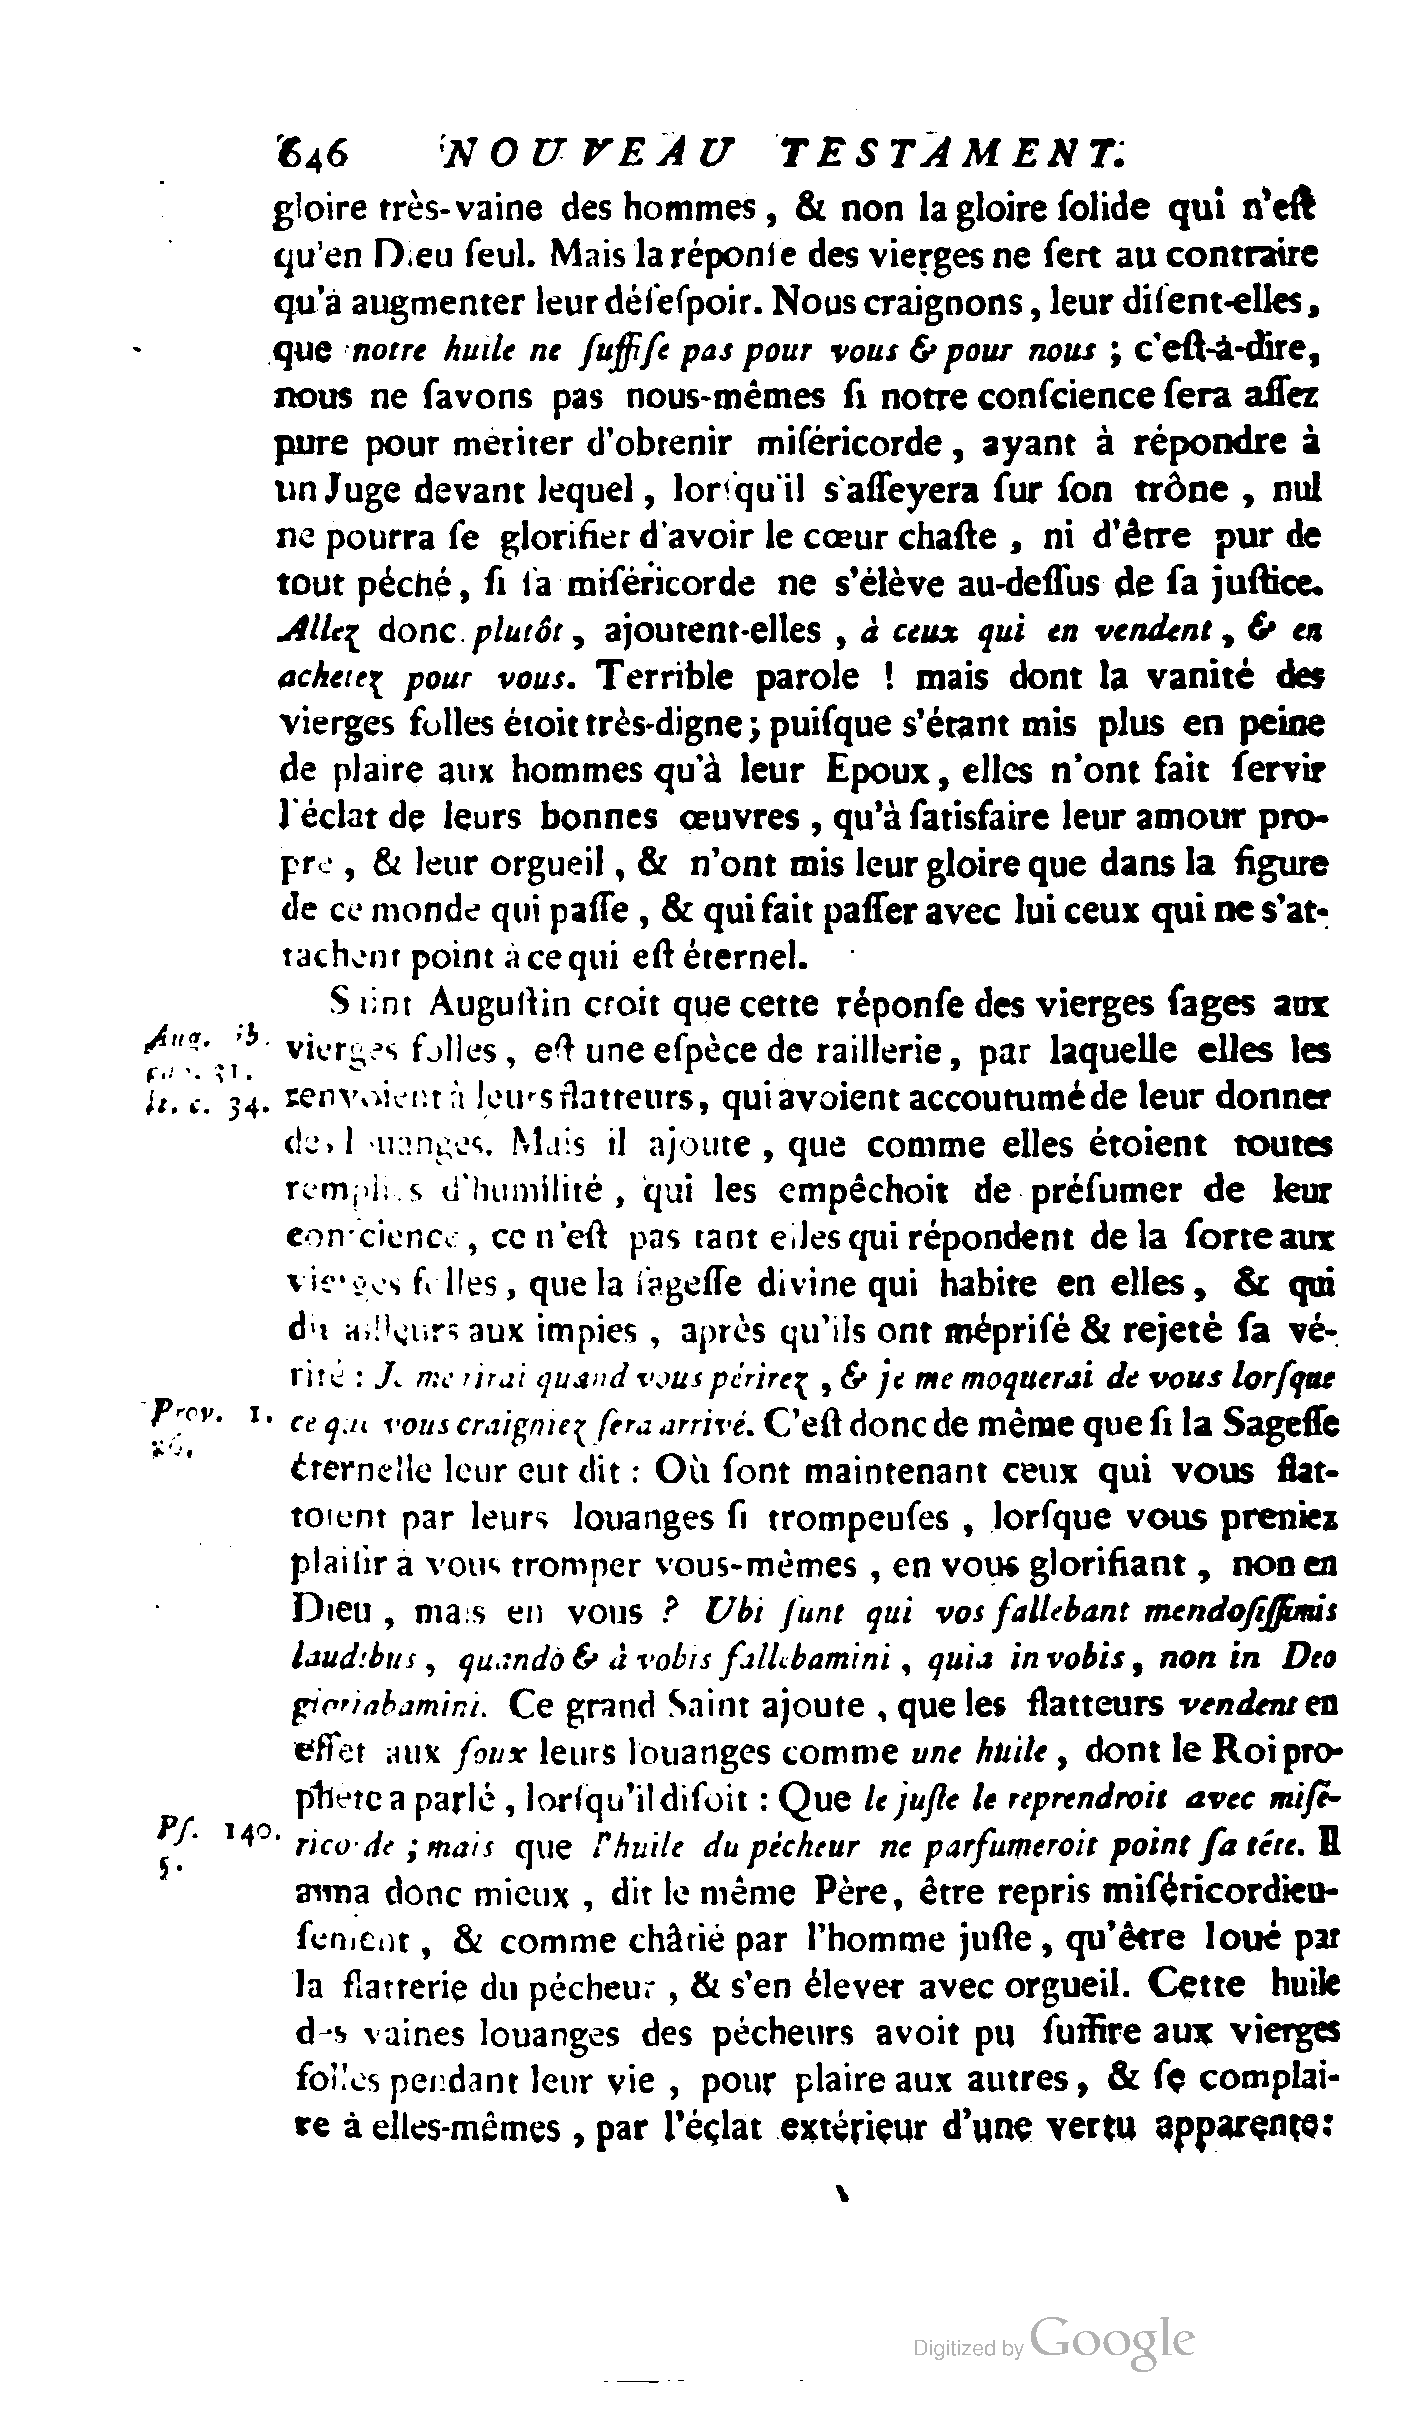 646 NOUVEAU TESTAMENT.
gloire très-vaine des hommes, & non la gloire ſolide qui n'eſt
qu'en Dieu ſeul. Mais la réponſe des vierges ne ſert au contraire
qu'à augmenter leur déſeſpoir. Nous craignons, leur diſent-elles,
que notre huile ne ſuffiſe pas pour vous & pour nous ; c'eſt-à-dire,
nous ne ſavons pas nous-mêmes ſi notre conſcience ſera aſſez
pure pour mériter d'obtenir miſéricorde, ayant à répondre à
un Juge devant lequel, lorſqu'il s'aſſeyera ſur ſon trône, nul
ne pourra ſe glorifier d'avoir le cœur chaſte, ni d'être pur de
tout péché, ſi ſa miſéricorde ne s'élève au-deſſus de ſa juſtice.
Allez donc plutôt, ajoutent-elles, à ceux qui en vendent, & en
achetez pour vous. Terrible parole ! mais dont la vanité des
vierges folles étoit très-digne ; puiſque s'étant mis plus en peine
de plaire aux hommes qu'à leur Epoux, elles n'ont fait ſervir
l'éclat de leurs bonnes œuvres, qu'à ſatisfaire leur amour pro-
pre, & leur orgueil, & n'ont mis leur gloire que dans la figure
de ce monde qui paſſe, & qui fait paſſer avec lui ceux qui ne s'at-
tachent point à ce qui eſt éternel.
Saint Auguſtin croit que cette réponſe des vierges ſages aux
Aug. ib.
vierges folles, eſt une eſpèce de raillerie, par laquelle elles les
cap. 31.
it. c. 34.
renvoient à leurs flatteurs, qui avoient accoutumé de leur donner
des louanges. Mais il ajoute, que comme elles étoient toutes
remplies d'humilité, qui les empêchoit de préſumer de leur
conſcience, ce n'eſt pas tant elles qui répondent de la ſorte aux
vierges folles, que la ſageſſe divine qui habite en elles, & qui
dit ailleurs aux impies, après qu'ils ont mépriſé & rejeté ſa vé-
rité : Je me rirai quand vous périrez, & je me moquerai de vous lorſque
Prov. 1.
26.
ce que vous craigniez ſera arrivé. C'eſt donc de même que ſi la Sageſſe
éternelle leur eut dit : Où ſont maintenant ceux qui vous flat-
toient par leurs louanges ſi trompeuſes, lorſque vous preniez
plaiſir à vous tromper vous-mêmes, en vous glorifiant, non en
Dieu, mais en vous ? Ubi ſunt qui vos fallebant mendoſiſſimis
laudibus, quandò & à vobis fallebamini, quia in vobis, non in Deo
gloriabamini. Ce grand Saint ajoute, que les flatteurs vendent en
effet aux foux leurs louanges comme une huile, dont le Roi pro-
phete a parlé, lorſqu'il diſoit : Que le juſte le reprendroit avec miſé-
Pſ. 140.
5.
ricorde ; mais que l'huile du pécheur ne parfumeroit point ſa tête. Il
aima donc mieux, dit le même Père, être repris miſéricordieu-
ſement, & comme châtié par l'homme juſte, qu'être loué par
la flatterie du pécheur, & s'en élever avec orgueil. Cette huile
des vaines louanges des pécheurs avoit pu ſuffire aux vierges
folles pendant leur vie, pour plaire aux autres, & ſe complai-
re à elles-mêmes, par l'éclat extérieur d'une vertu apparente :
Digitized by Google